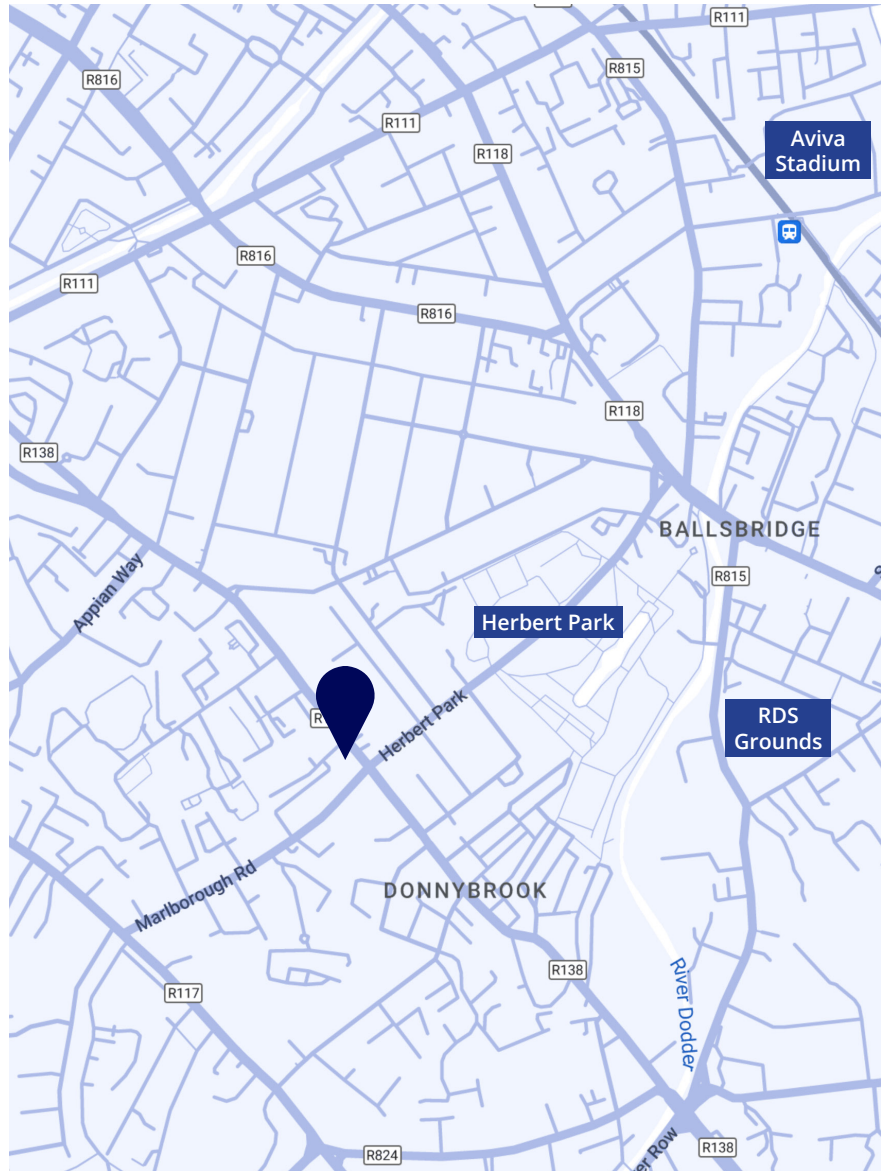 R111
R816
R815
R111
Aviva
Stadium
R118
R816
R111
R816
R118
R138
BALLSBRIDGE
R815
Appian Way
Herbert Park
Herbert Park
RDS
Grounds
Marlborough Rd
DONNYBROOK
R138
R117
River Dodder
R138
R824